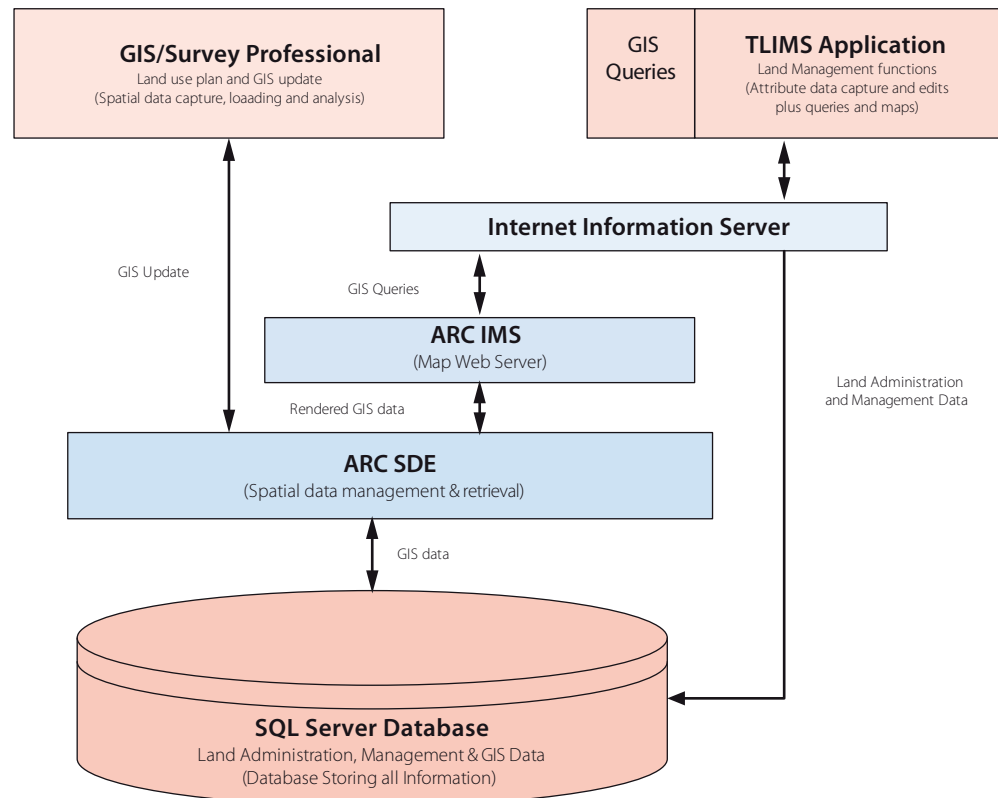 GIS/Survey Professional
Land use plan and GIS update
(Spatial data capture, loaading and analysis)
GIS
Queries
TLIMS Application
Land Management functions
(Attribute data capture and edits
plus queries and maps)
Internet Information Server
GIS Update
GIS Queries
ARC IMS
(Map Web Server)
Land Administration
and Management Data
Rendered GIS data
ARC SDE
(Spatial data management & retrieval)
GIS data
SQL Server Database
Land Administration, Management & GIS Data
(Database Storing all Information)